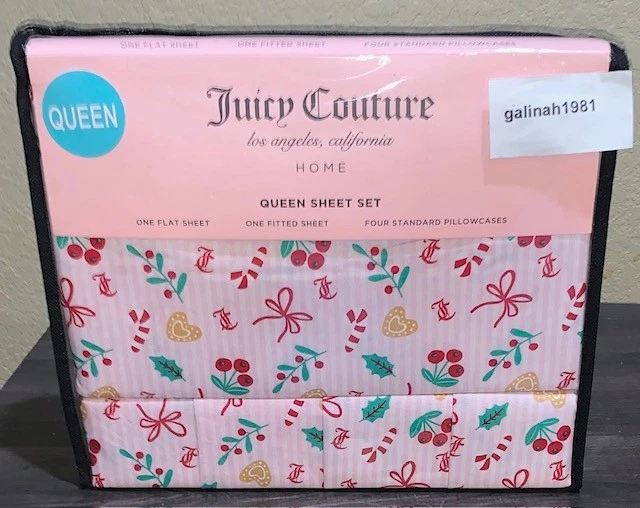 ONE FLAT SHEET ONE FITTED SHEET FOUR STANDARD PILLOWCASES
QUEEN
Juicy Couture
los angeles, california
HOME
galinah1981
QUEEN SHEET SET
ONE FLAT SHEET ONE FITTED SHEET FOUR STANDARD PILLOWCASES